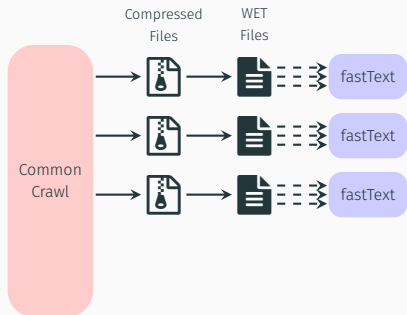 Compressed
Files
WET
Files
fastText
fastText
Common
Crawl
fastText